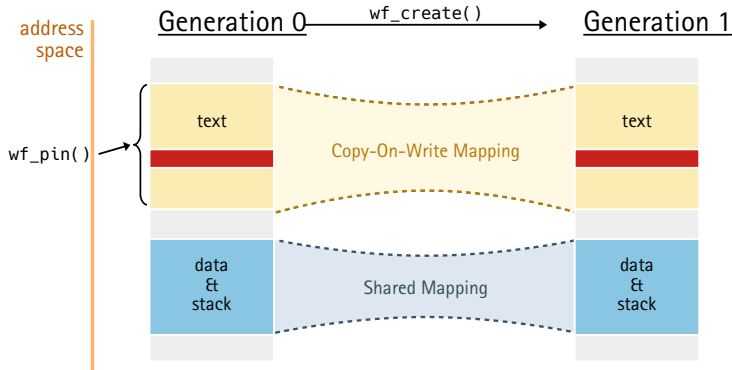 address
space
Generation 0
wf_create()
Generation 1
text
text
wf_pin()
Copy-On-Write Mapping
data
&
stack
Shared Mapping
data
&
stack